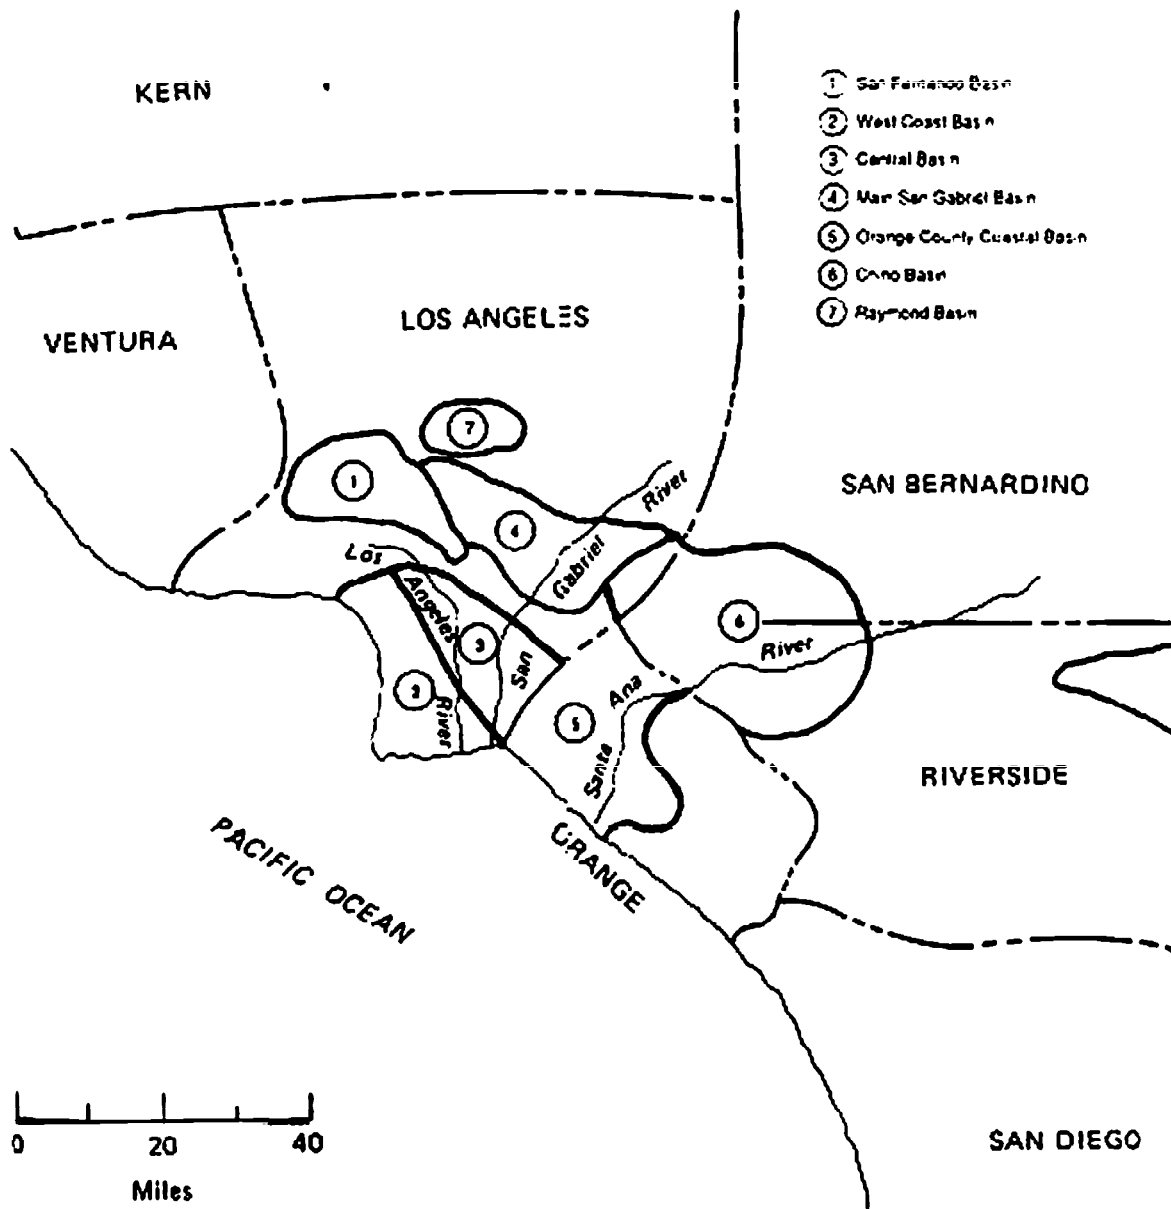 KERN
1 San Fernando Basin
2 West Coast Basin
3 Central Basin
4 Main San Gabriel Basin
5 Orange County Coastal Basin
6 Chino Basin
7 Raymond Basin
VENTURA
LOS ANGELES
SAN BERNARDINO
7
1
4
River
Gabriel
San
Los
Angeles
River
3
2
6
River
Ana
Santa
5
RIVERSIDE
ORANGE
PACIFIC OCEAN
SAN DIEGO
0 20 40
Miles